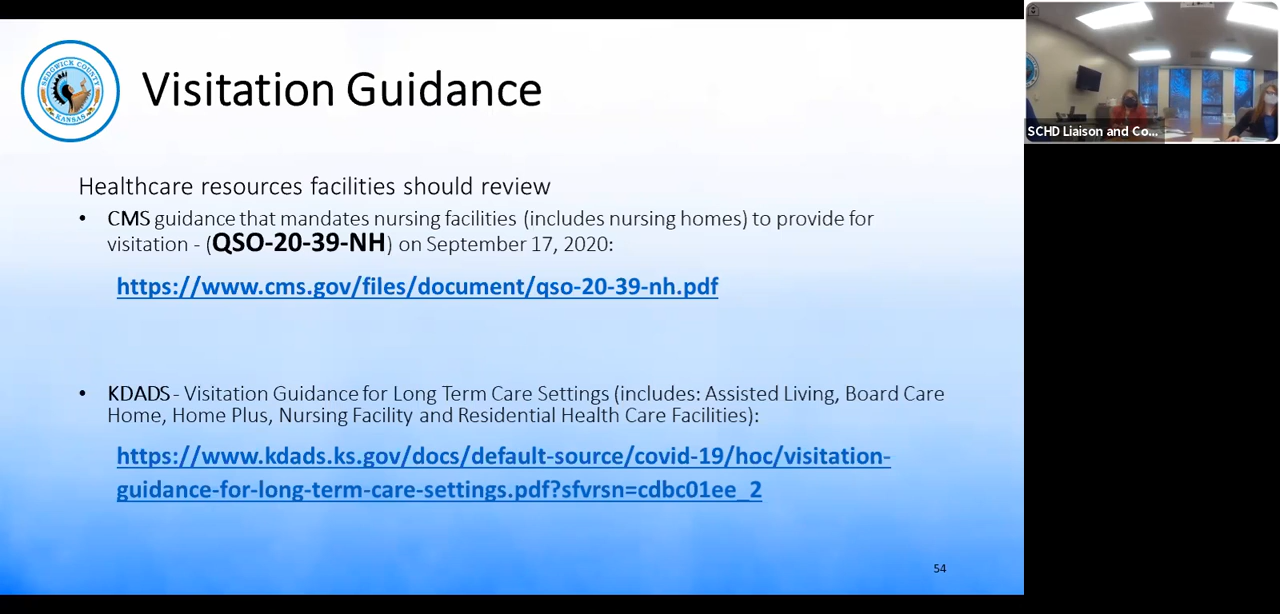 SEDGWICK COUNTY
KANSAS
Visitation Guidance
SCHD Liaison and Co...
Healthcare resources facilities should review
• CMS guidance that mandates nursing facilities (includes nursing homes) to provide for
visitation - (QSO-20-39-NH) on September 17, 2020:
https://www.cms.gov/files/document/qso-20-39-nh.pdf
• KDADS - Visitation Guidance for Long Term Care Settings (includes: Assisted Living, Board Care
Home, Home Plus, Nursing Facility and Residential Health Care Facilities):
https://www.kdads.ks.gov/docs/default-source/covid-19/hoc/visitation-
guidance-for-long-term-care-settings.pdf?sfvrsn=cdbc01ee_2
54